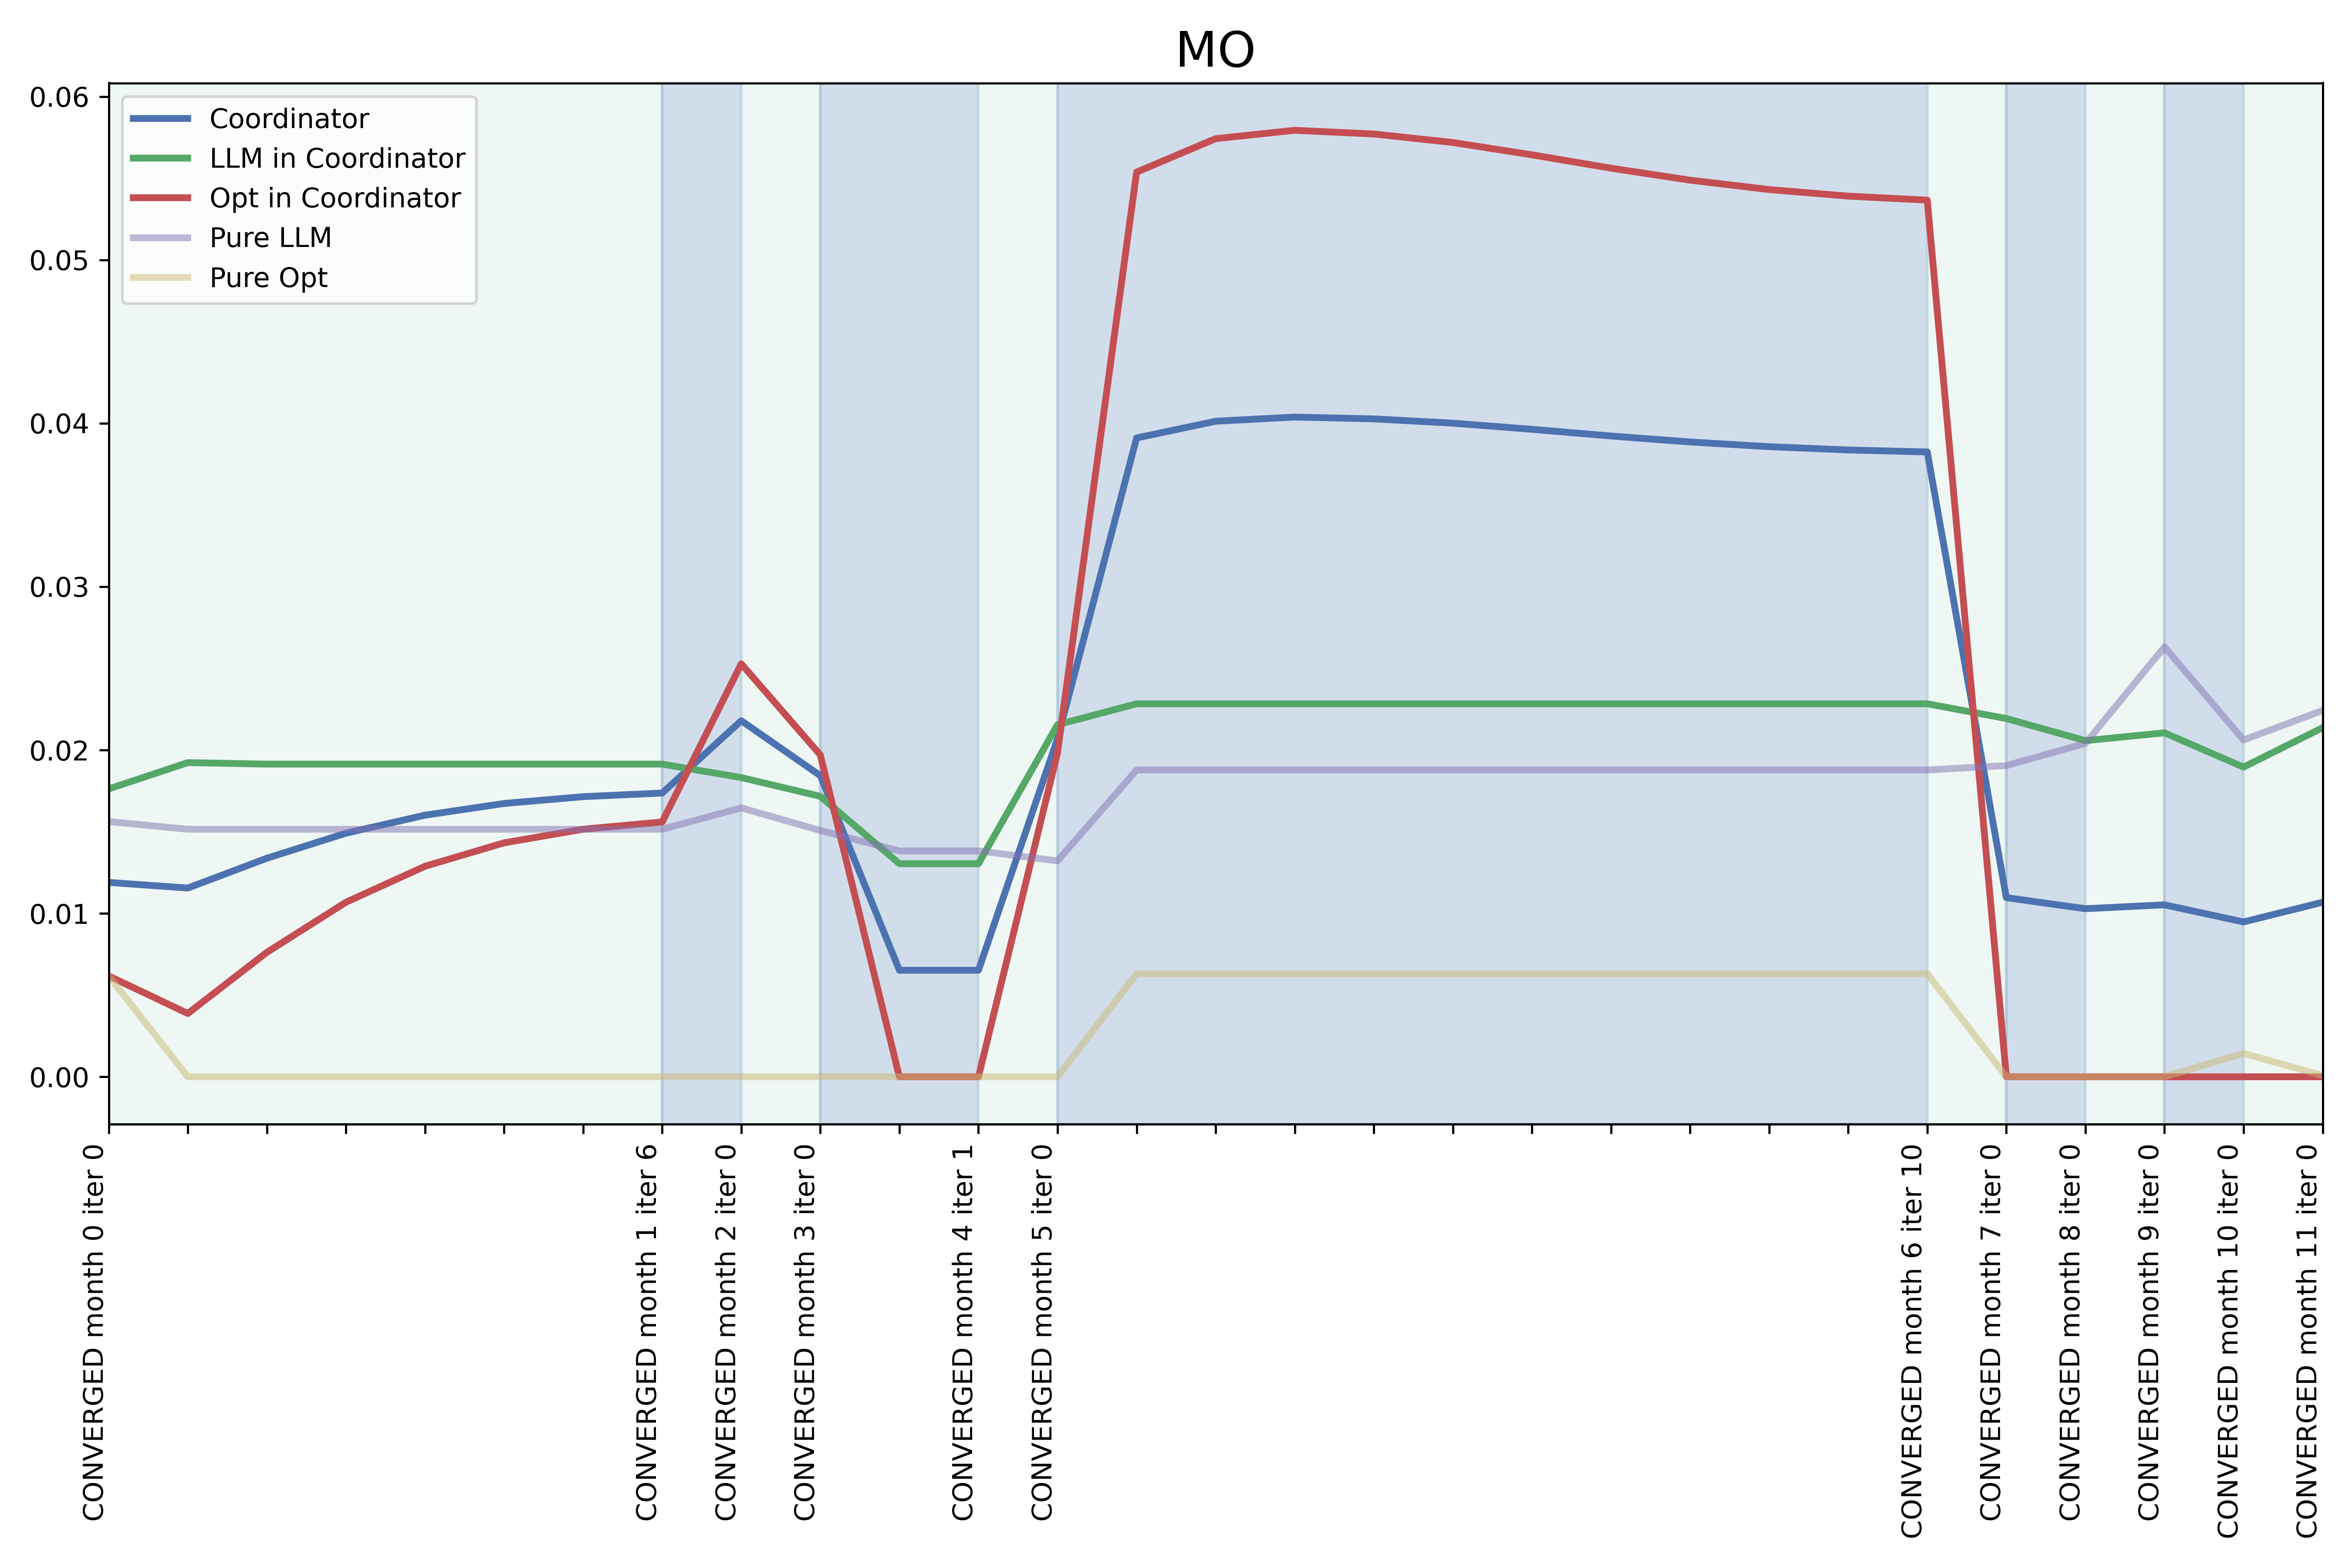 MO
0.06
0.05
0.04
0.03
0.02
0.01
0.00
Coordinator
LLM in Coordinator
Opt in Coordinator
Pure LLM
Pure Opt
CONVERGED month 0 iter 0
CONVERGED month 1 iter 6
CONVERGED month 2 iter 0
CONVERGED month 3 iter 0
CONVERGED month 4 iter 1
CONVERGED month 5 iter 0
CONVERGED month 6 iter 10
CONVERGED month 7 iter 0
CONVERGED month 8 iter 0
CONVERGED month 9 iter 0
CONVERGED month 10 iter 0
CONVERGED month 11 iter 0